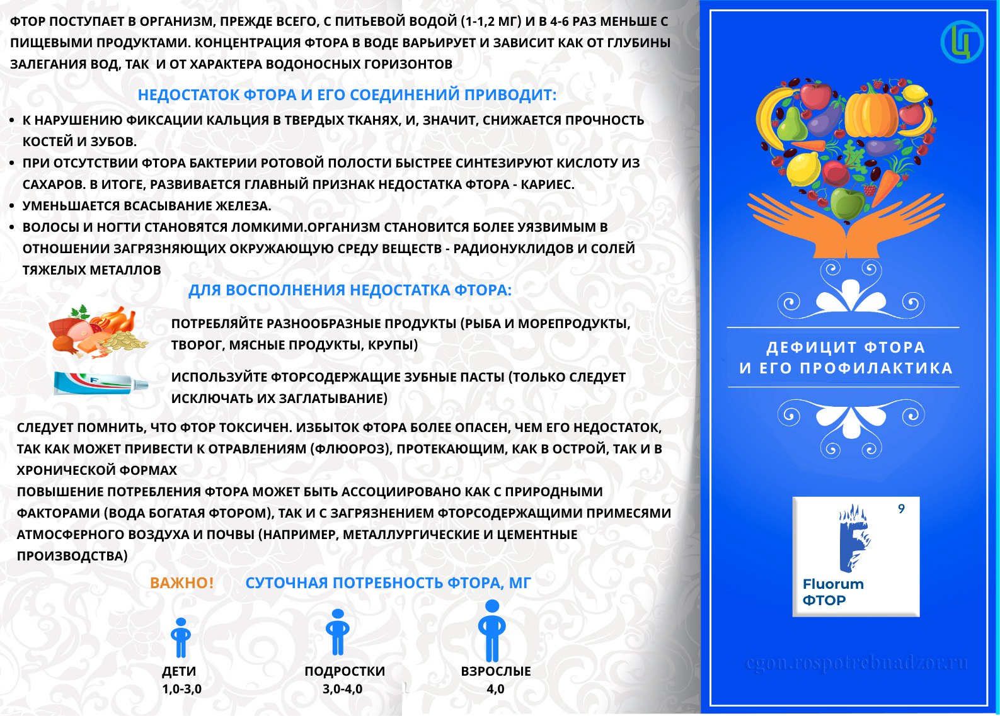 ФТОР ПОСТУПАЕТ В ОРГАНИЗМ, ПРЕЖДЕ ВСЕГО, С ПИТЬЕВОЙ ВОДОЙ (1-1,2 МГ) И В 4-6 РАЗ МЕНЬШЕ С
ПИЩЕВЫМИ ПРОДУКТАМИ. КОНЦЕНТРАЦИЯ ФТОРА В ВОДЕ ВАРЬИРУЕТ И ЗАВИСИТ КАК ОТ ГЛУБИНЫ
ЗАЛЕГАНИЯ ВОД, ТАК И ОТ ХАРАКТЕРА ВОДОНОСНЫХ ГОРИЗОНТОВ
НЕДОСТАТОК ФТОРА И ЕГО СОЕДИНЕНИЙ ПРИВОДИТ:
• К НАРУШЕНИЮ ФИКСАЦИИ КАЛЬЦИЯ В ТВЕРДЫХ ТКАНЯХ, И, ЗНАЧИТ, СНИЖАЕТСЯ ПРОЧНОСТЬ
КОСТЕЙ И ЗУБОВ.
• ПРИ ОТСУТСТВИИ ФТОРА БАКТЕРИИ РОТОВОЙ ПОЛОСТИ БЫСТРЕЕ СИНТЕЗИРУЮТ КИСЛОТУ ИЗ
САХАРОВ. В ИТОГЕ, РАЗВИВАЕТСЯ ГЛАВНЫЙ ПРИЗНАК НЕДОСТАТКА ФТОРА - КАРИЕС.
• УМЕНЬШАЕТСЯ ВСАСЫВАНИЕ ЖЕЛЕЗА.
• ВОЛОСЫ И НОГТИ СТАНОВЯТСЯ ЛОМКИМИ.ОРГАНИЗМ СТАНОВИТСЯ БОЛЕЕ УЯЗВИМЫМ В
ОТНОШЕНИИ ЗАГРЯЗНЯЮЩИХ ОКРУЖАЮЩУЮ СРЕДУ ВЕЩЕСТВ - РАДИОНУКЛИДОВ И СОЛЕЙ
ТЯЖЕЛЫХ МЕТАЛЛОВ
ДЛЯ ВОСПОЛНЕНИЯ НЕДОСТАТКА ФТОРА:
ПОТРЕБЛЯЙТЕ РАЗНООБРАЗНЫЕ ПРОДУКТЫ (РЫБА И МОРЕПРОДУКТЫ,
ТВОРОГ, МЯСНЫЕ ПРОДУКТЫ, КРУПЫ)
F
ИСПОЛЬЗУЙТЕ ФТОРСОДЕРЖАЩИЕ ЗУБНЫЕ ПАСТЫ (ТОЛЬКО СЛЕДУЕТ
ИСКЛЮЧАТЬ ИХ ЗАГЛАТЫВАНИЕ)
СЛЕДУЕТ ПОМНИТЬ, ЧТО ФТОР ТОКСИЧЕН. ИЗБЫТОК ФТОРА БОЛЕЕ ОПАСЕН, ЧЕМ ЕГО НЕДОСТАТОК,
ТАК КАК МОЖЕТ ПРИВЕСТИ К ОТРАВЛЕНИЯМ (ФЛЮОРОЗ), ПРОТЕКАЮЩИМ, КАК В ОСТРОЙ, ТАК И В
ХРОНИЧЕСКОЙ ФОРМАХ
ПОВЫШЕНИЕ ПОТРЕБЛЕНИЯ ФТОРА МОЖЕТ БЫТЬ АССОЦИИРОВАНО КАК С ПРИРОДНЫМИ
ФАКТОРАМИ (ВОДА БОГАТАЯ ФТОРОМ), ТАК И С ЗАГРЯЗНЕНИЕМ ФТОРСОДЕРЖАЩИМИ ПРИМЕСЯМИ
АТМОСФЕРНОГО ВОЗДУХА И ПОЧВЫ (НАПРИМЕР, МЕТАЛЛУРГИЧЕСКИЕ И ЦЕМЕНТНЫЕ
ПРОИЗВОДСТВА)
ВАЖНО! СУТОЧНАЯ ПОТРЕБНОСТЬ ФТОРА, МГ
ДЕТИ
1,0-3,0
ПОДРОСТКИ
3,0-4,0
ВЗРОСЛЫЕ
4,0
ДЕФИЦИТ ФТОРА
И ЕГО ПРОФИЛАКТИКА
9
F
Fluorum
ФТОР
cgon.rospotrebnadzor.ru